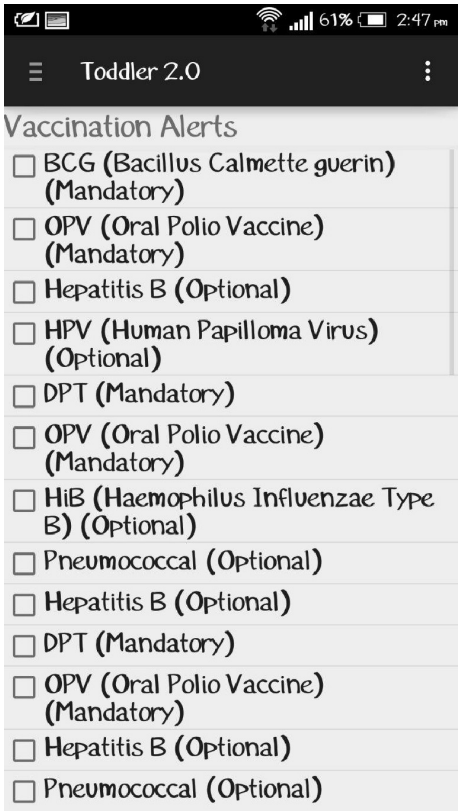 61% 2:47 pm
Toddler 2.0
Vaccination Alerts
BCG (Bacillus Calmette guerin)
(Mandatory)
OPV (Oral Polio Vaccine)
(Mandatory)
Hepatitis B (Optional)
HPV (Human Papilloma Virus)
(Optional)
DPT (Mandatory)
OPV (Oral Polio Vaccine)
(Mandatory)
HiB (Haemophilus Influenzae Type
B) (Optional)
Pneumococcal (Optional)
Hepatitis B (Optional)
DPT (Mandatory)
OPV (Oral Polio Vaccine)
(Mandatory)
Hepatitis B (Optional)
Pneumococcal (Optional)